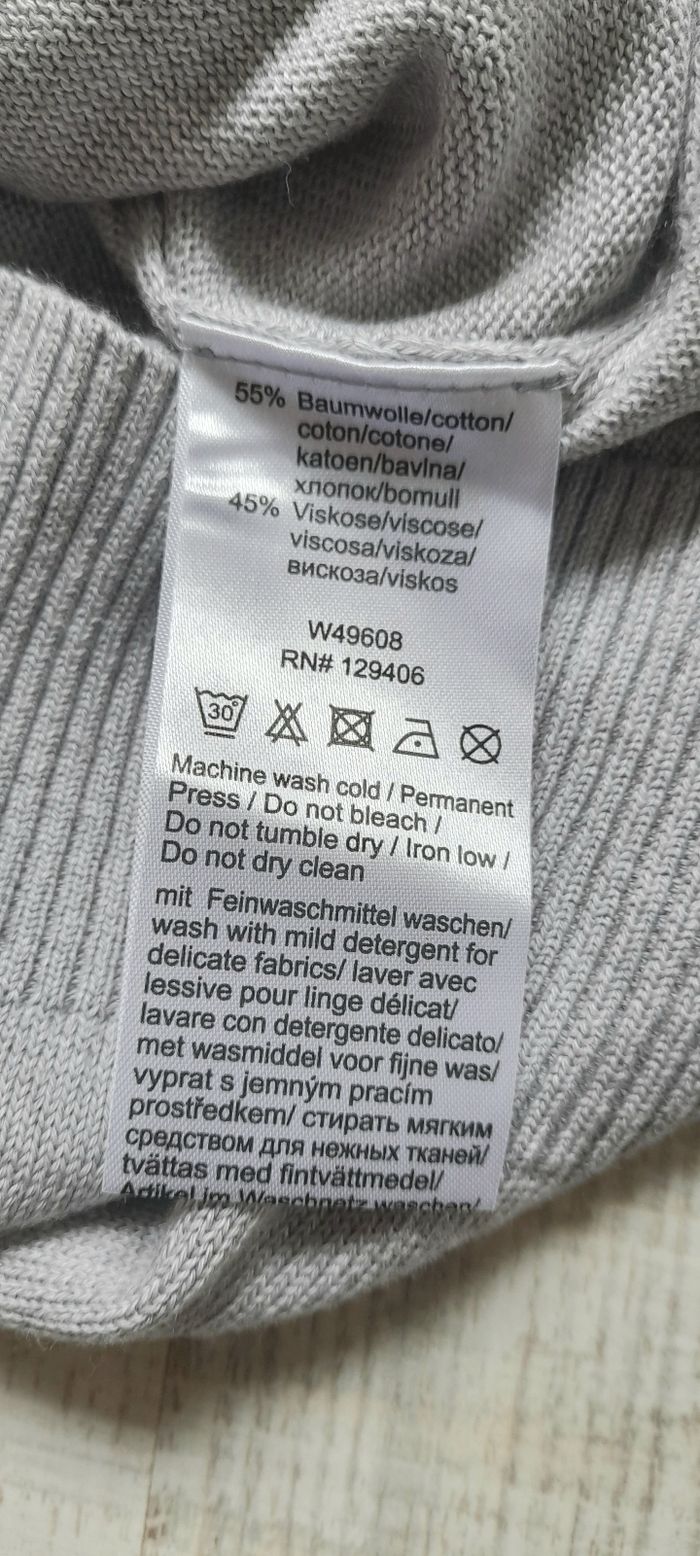 55% Baumwolle/cotton/
coton/cotone/
katoen/bavlna/
хлопок/bomull
45% Viskose/viscose/
viscosa/viskoza/
вискоза/viskos
W49608
RN# 129406
30°
Machine wash cold / Permanent
Press / Do not bleach /
Do not tumble dry / Iron low /
Do not dry clean
mit Feinwaschmittel waschen/
wash with mild detergent for
delicate fabrics/ laver avec
lessive pour linge délicat/
lavare con detergente delicato/
met wasmiddel voor fijne was/
vyprat s jemným pracím
prostředkem/ стирать мягким
средством для нежных тканей/
tvättas med fintvättmedel/
Artikel im Waschnetz waschen/